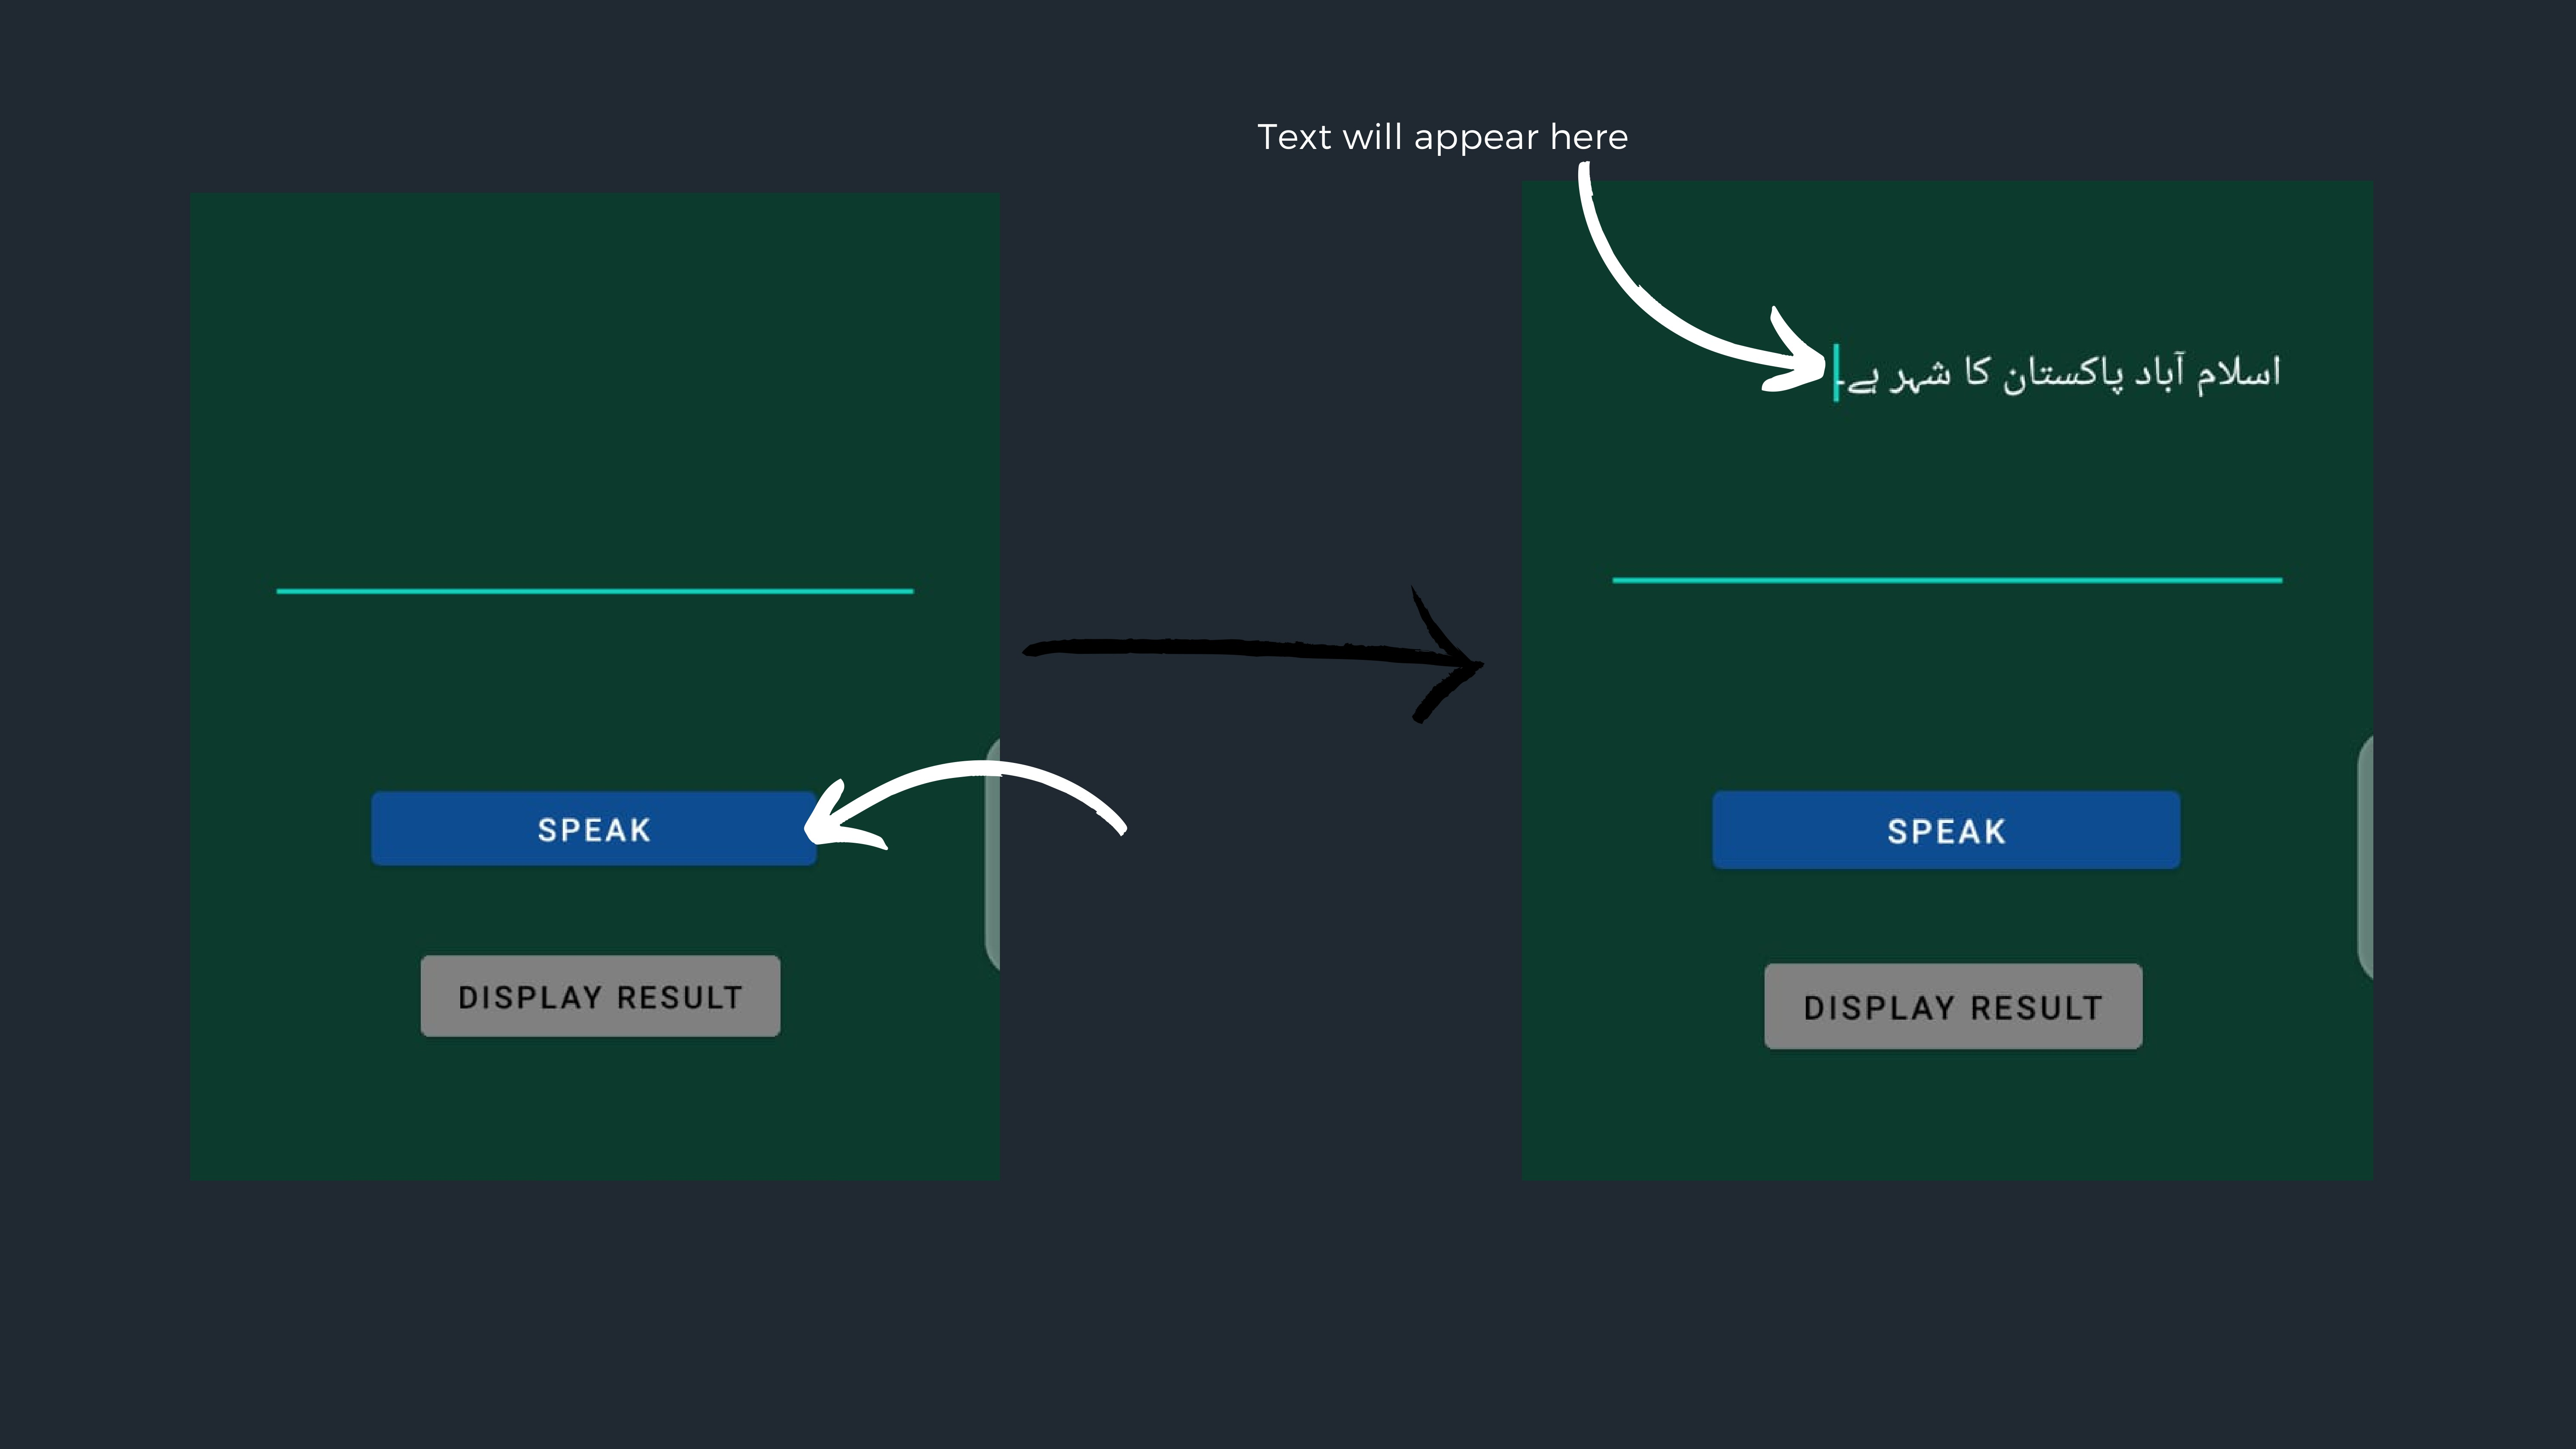 Text will appear here
SPEAK
DISPLAY RESULT
اسلام آباد پاکستان کا شہر ہے۔
SPEAK
DISPLAY RESULT